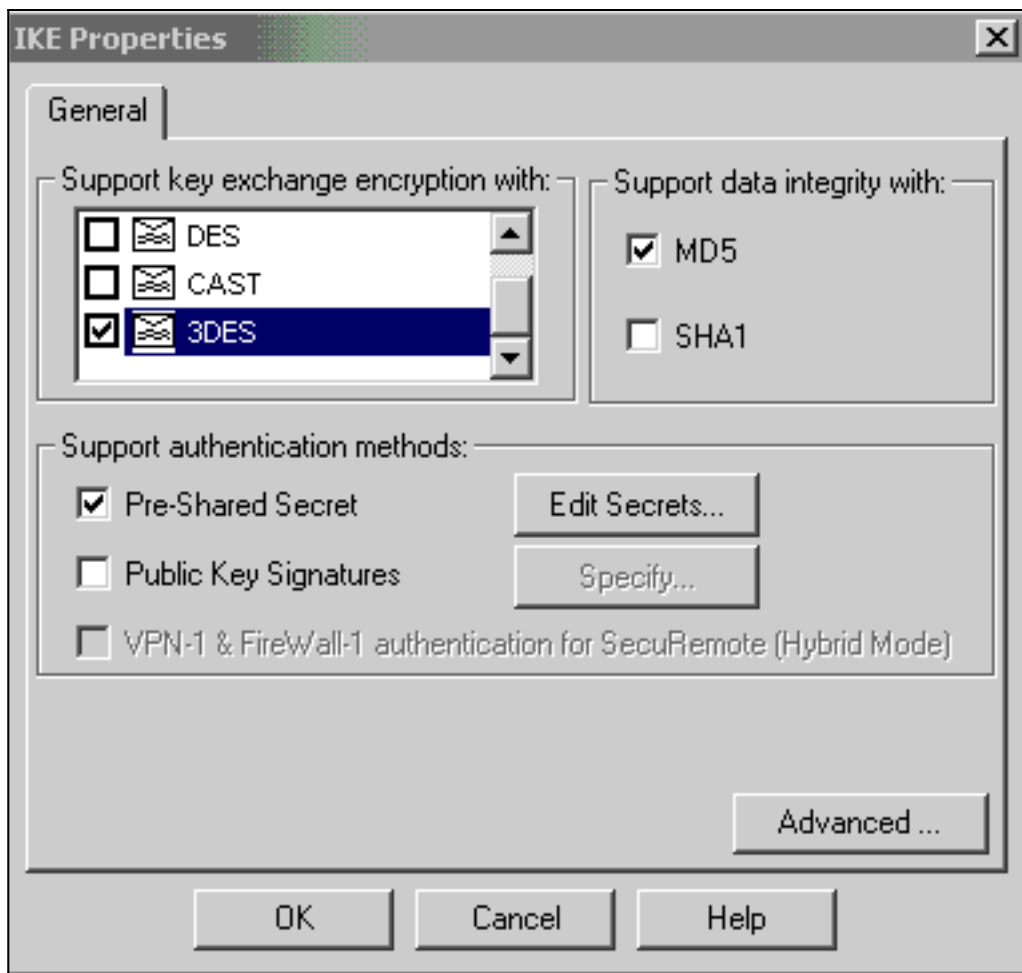 IKE Properties
General
Support key exchange encryption with:
DES
CAST
3DES
Support data integrity with:
MD5
SHA1
Support authentication methods:
Pre-Shared Secret
Edit Secrets...
Public Key Signatures
Specify...
VPN-1 & FireWall-1 authentication for SecuRemote (Hybrid Mode)
Advanced ...
OK
Cancel
Help